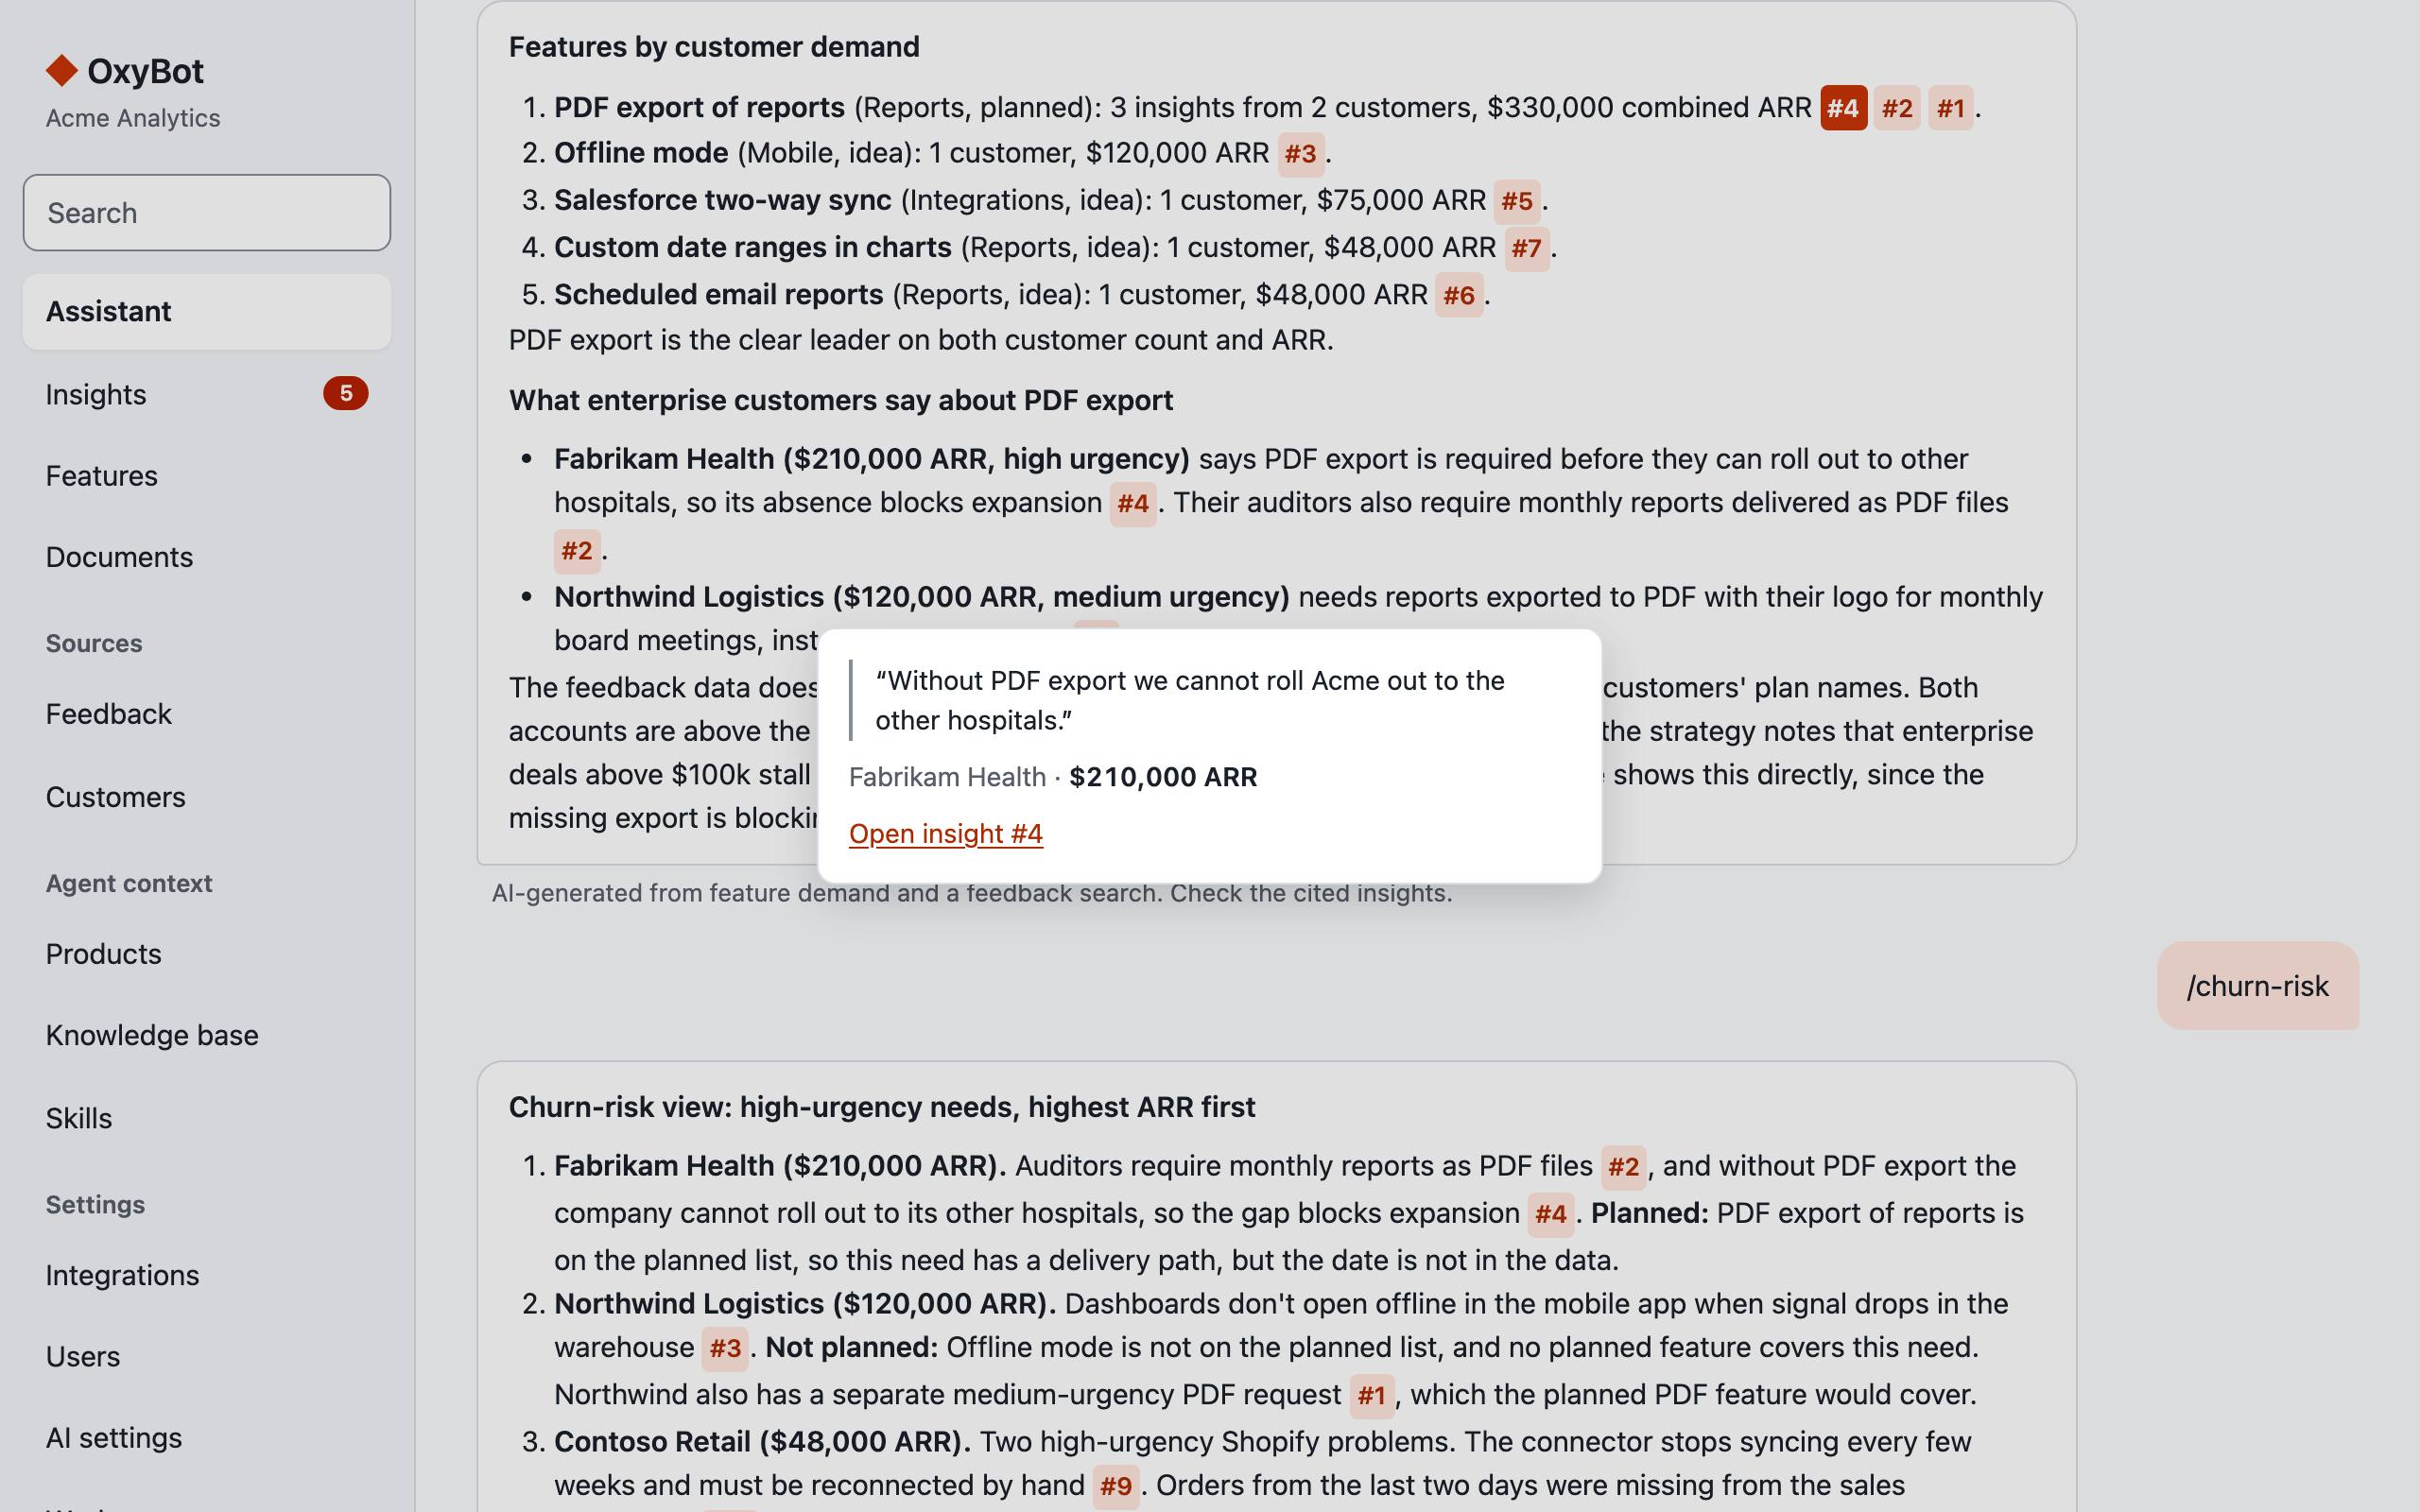 OxyBot
Acme Analytics
Search
Assistant
Insights 5
Features
Documents
Sources
Feedback
Customers
Agent context
Products
Knowledge base
Skills
Settings
Integrations
Users
AI settings
Features by customer demand
1. PDF export of reports (Reports, planned): 3 insights from 2 customers, $330,000 combined ARR #4 #2 #1.
2. Offline mode (Mobile, idea): 1 customer, $120,000 ARR #3.
3. Salesforce two-way sync (Integrations, idea): 1 customer, $75,000 ARR #5.
4. Custom date ranges in charts (Reports, idea): 1 customer, $48,000 ARR #7.
5. Scheduled email reports (Reports, idea): 1 customer, $48,000 ARR #6.
PDF export is the clear leader on both customer count and ARR.
What enterprise customers say about PDF export
• Fabrikam Health ($210,000 ARR, high urgency) says PDF export is required before they can roll out to other
hospitals, so its absence blocks expansion #4. Their auditors also require monthly reports delivered as PDF files
#2.
• Northwind Logistics ($120,000 ARR, medium urgency) needs reports exported to PDF with their logo for monthly
board meetings,
The feedback data customers' plan names. Both
accounts are above the the strategy notes that enterprise
deals above $100k stall shows this directly, since the
missing export is
“Without PDF export we cannot roll Acme out to the
other hospitals.”
Fabrikam Health · $210,000 ARR
Open insight #4
AI-generated from feature demand and a feedback search. Check the cited insights.
/churn-risk
Churn-risk view: high-urgency needs, highest ARR first
1. Fabrikam Health ($210,000 ARR). Auditors require monthly reports as PDF files #2, and without PDF export the
company cannot roll out to its other hospitals, so the gap blocks expansion #4. Planned: PDF export of reports is
on the planned list, so this need has a delivery path, but the date is not in the data.
2. Northwind Logistics ($120,000 ARR). Dashboards don't open offline in the mobile app when signal drops in the
warehouse #3. Not planned: Offline mode is not on the planned list, and no planned feature covers this need.
Northwind also has a separate medium-urgency PDF request #1, which the planned PDF feature would cover.
3. Contoso Retail ($48,000 ARR). Two high-urgency Shopify problems. The connector stops syncing every few
weeks and must be reconnected by hand #9. Orders from the last two days were missing from the sales